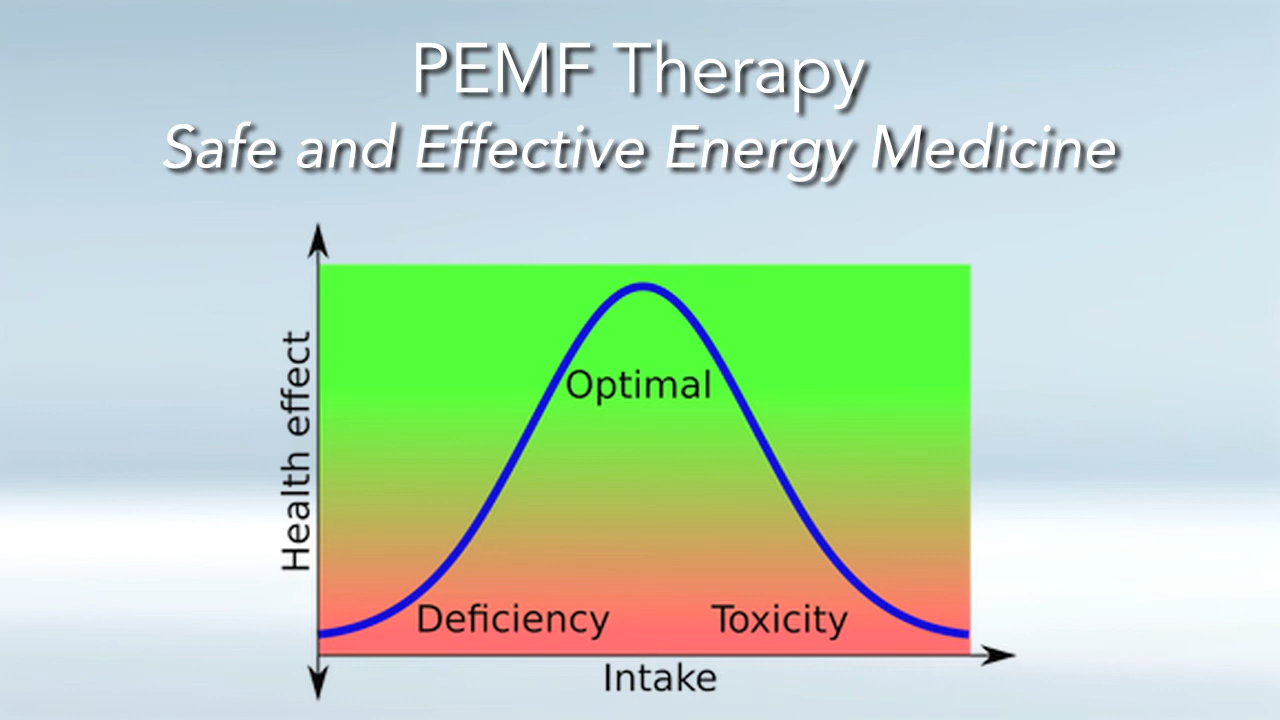 PEMF Therapy
Safe and Effective Energy Medicine
Health effect
Optimal
Deficiency
Toxicity
Intake